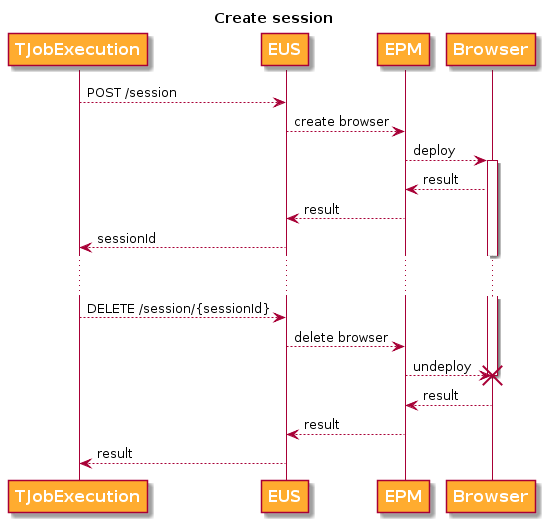 Create session
TJobExecution EUS EPM Browser
POST /session
create browser
deploy
result
result
sessionId
DELETE /session/{sessionId}
delete browser
undeploy
result
result
result
TJobExecution EUS EPM Browser